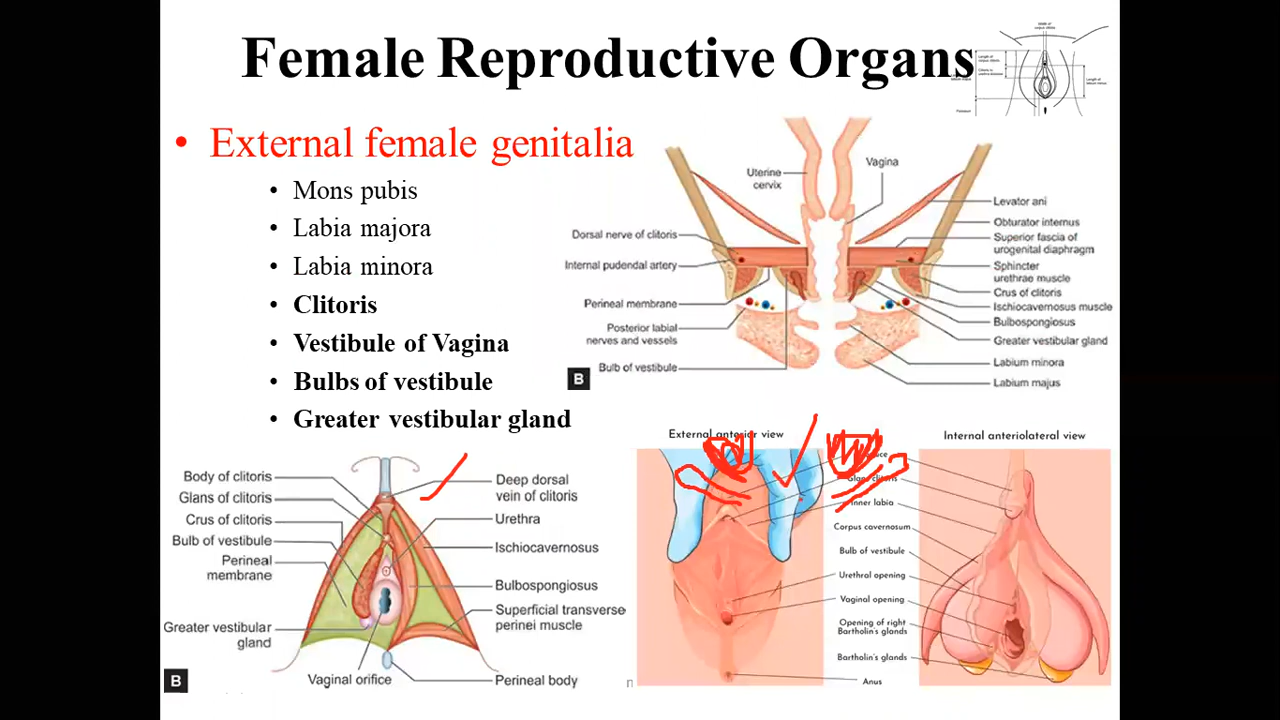 Female Reproductive Organs
• External female genitalia
• Mons pubis
• Labia majora
• Labia minora
• Clitoris
• Vestibule of Vagina
• Bulbs of vestibule
• Greater vestibular gland
Uterine
cervix
Vagina
Dorsal nerve of clitoris
Internal pudendal artery
Perineal membrane
Posterior labial
nerves and vessels
Bulb of vestibule
Levator ani
Obturator internus
Superior fascia of
urogenital diaphragm
Sphincter
urethrae muscle
Crus of clitoris
Ischiocavernosus muscle
Bulbospongiosus
Greater vestibular gland
Labium minora
Labium majus
B
Body of clitoris
Glans of clitoris
Crus of clitoris
Bulb of vestibule
Perineal
membrane
Greater vestibular
gland
Vaginal orifice
Deep dorsal
vein of clitoris
Urethra
Ischiocavernosus
Bulbospongiosus
Superficial transverse
perinei muscle
Perineal body
B
External anterior view
Internal anteriolateral view
Glans clitoris
Inner labia
Corpus cavernosum
Bulb of vestibule
Urethral opening
Vaginal opening
Opening of right
Bartholin's glands
Bartholin's glands
Anus